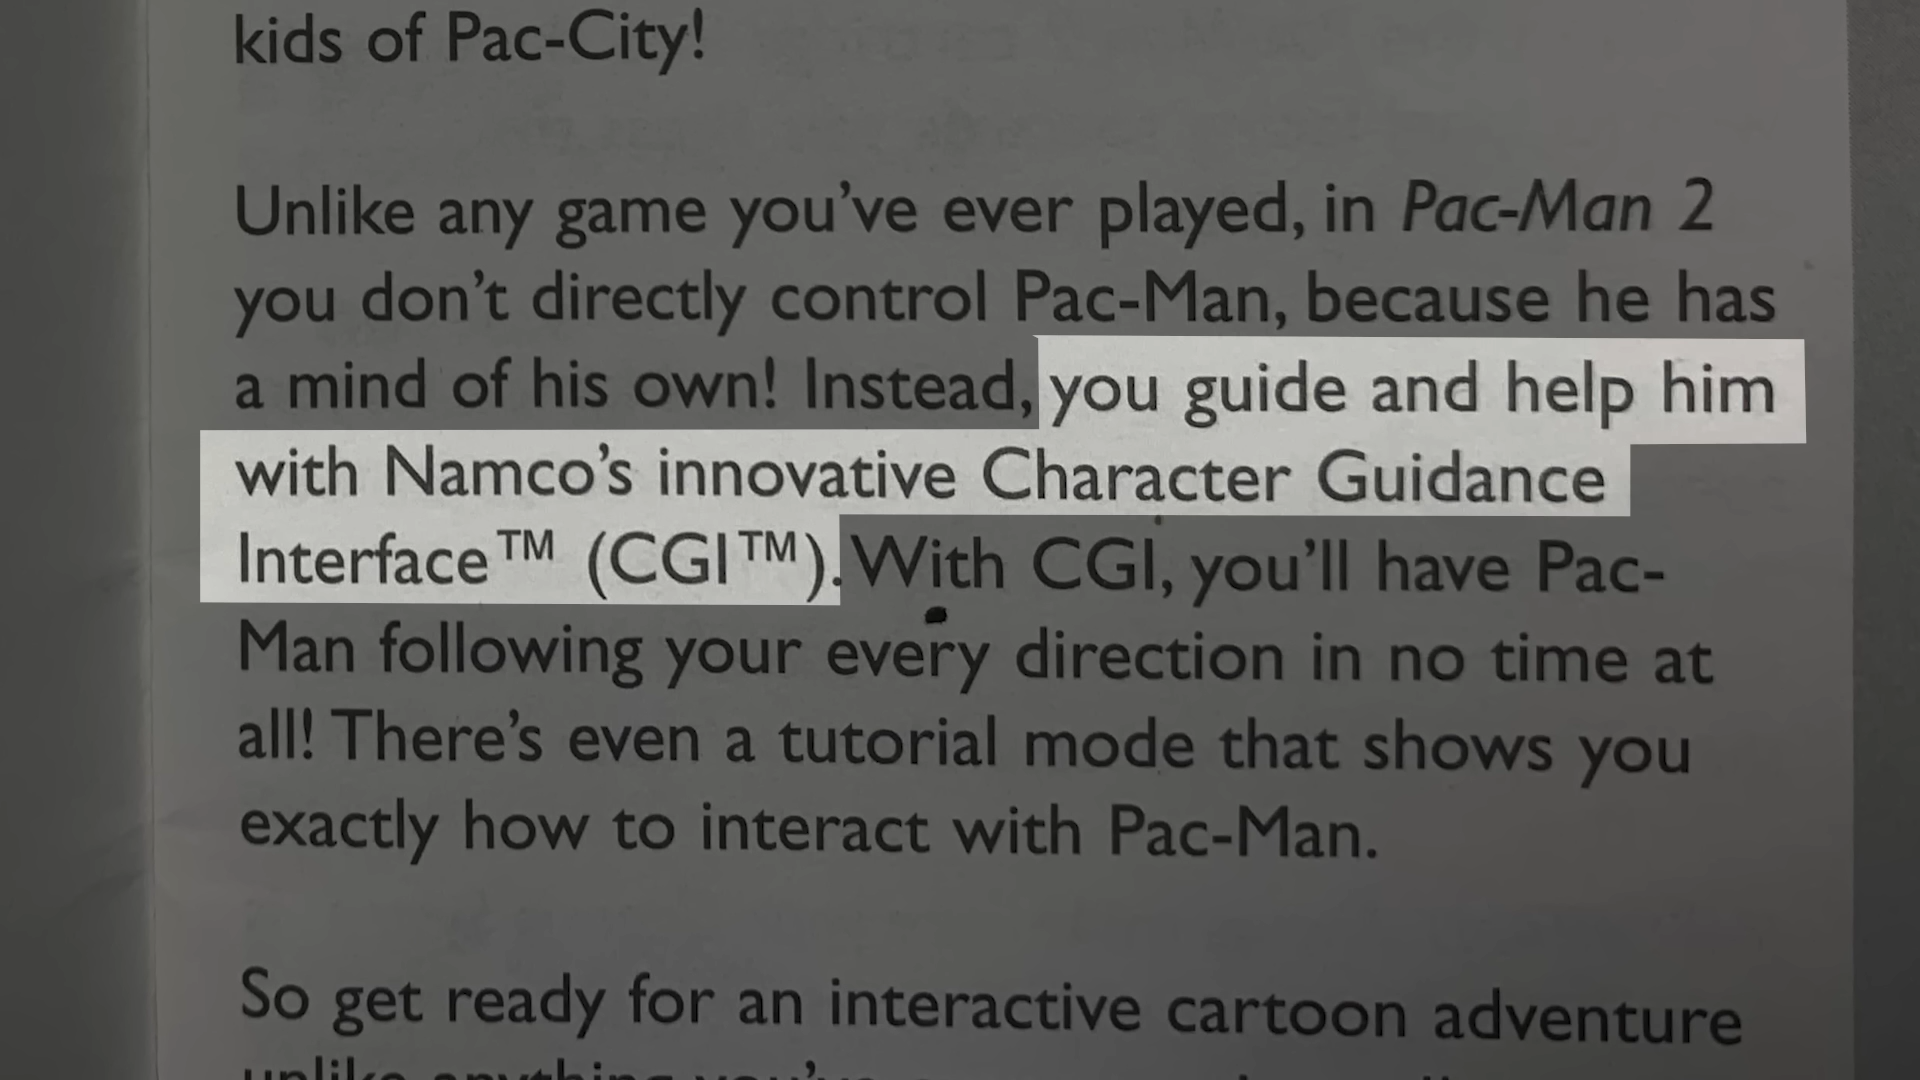 kids of Pac-City!
Unlike any game you've ever played, in Pac-Man 2
you don't directly control Pac-Man, because he has
a mind of his own! Instead, you guide and help him
with Namco's innovative Character Guidance
Interface™ (CGI™). With CGI, you'll have Pac-
Man following your every direction in no time at
all! There's even a tutorial mode that shows you
exactly how to interact with Pac-Man.
So get ready for an interactive cartoon adventure
unlike anything you've